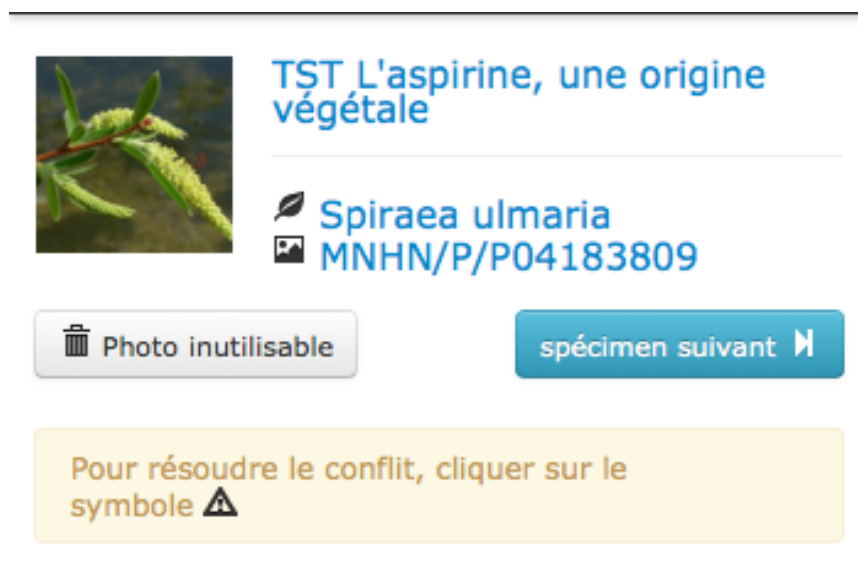 TST L'aspirine, une origine
végétale
Spiraea ulmaria
MNHN/P/P04183809
Photo inutilisable
spécimen suivant
Pour résoudre le conflit, cliquer sur le
symbole